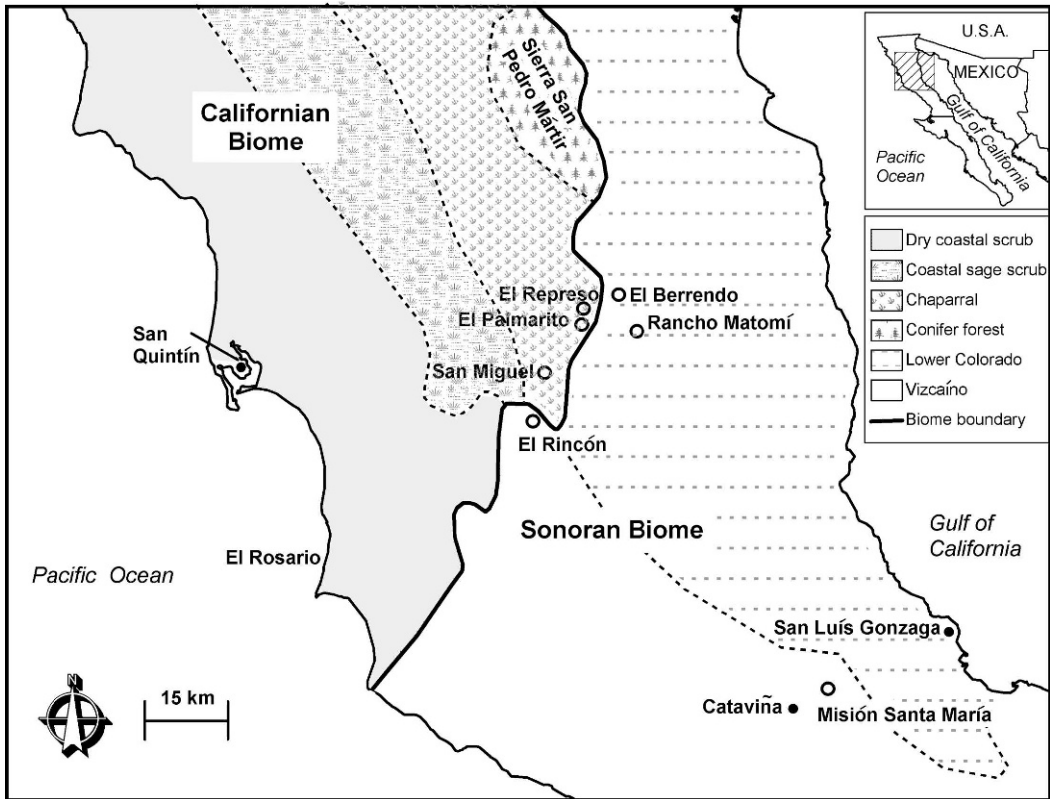 Californian
Biome
Sierra San
Pedro Mártir
U.S.A.
MEXICO
Gulf of California
Pacific
Ocean
Dry coastal scrub
Coastal sage scrub
Chaparral
Conifer forest
Lower Colorado
Vizcaíno
Biome boundary
El Represo
El Berrendo
El Palmarito
Rancho Matomí
San
Quintín
San Miguel
El Rincón
Sonoran Biome
Gulf of
California
El Rosario
Pacific Ocean
San Luís Gonzaga
N
15 km
Cataviña
Misión Santa María